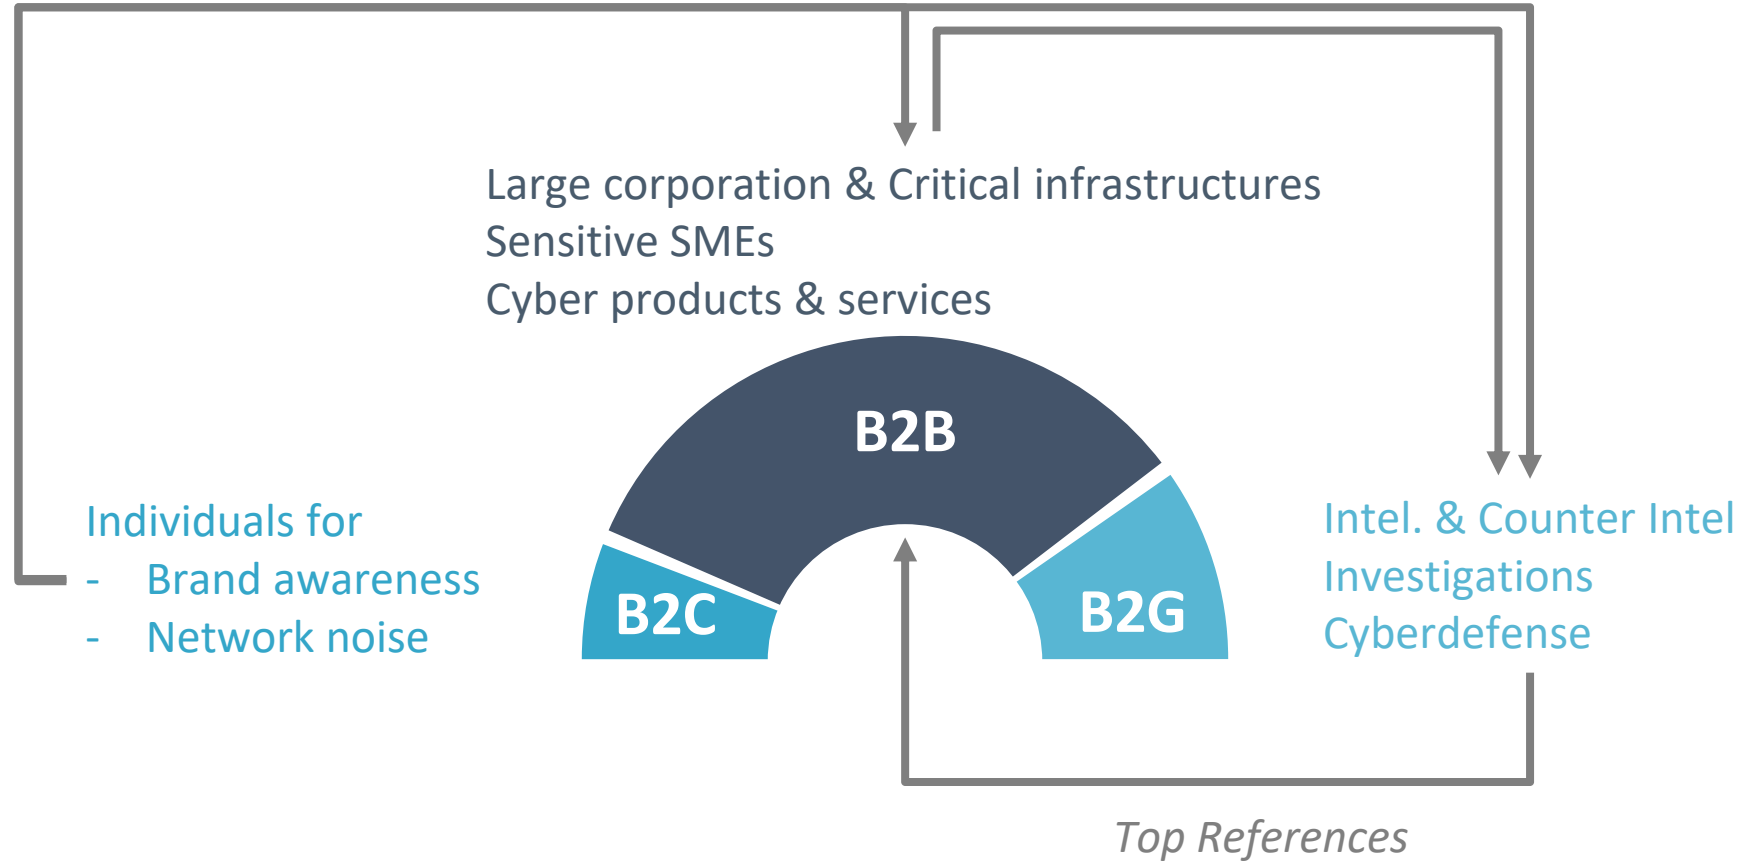 Large corporation & Critical infrastructures
Sensitive SMEs
Cyber products & services
B2B
Individuals for
- Brand awareness
- Network noise
B2C
B2G
Intel. & Counter Intel
Investigations
Cyberdefense
Top References